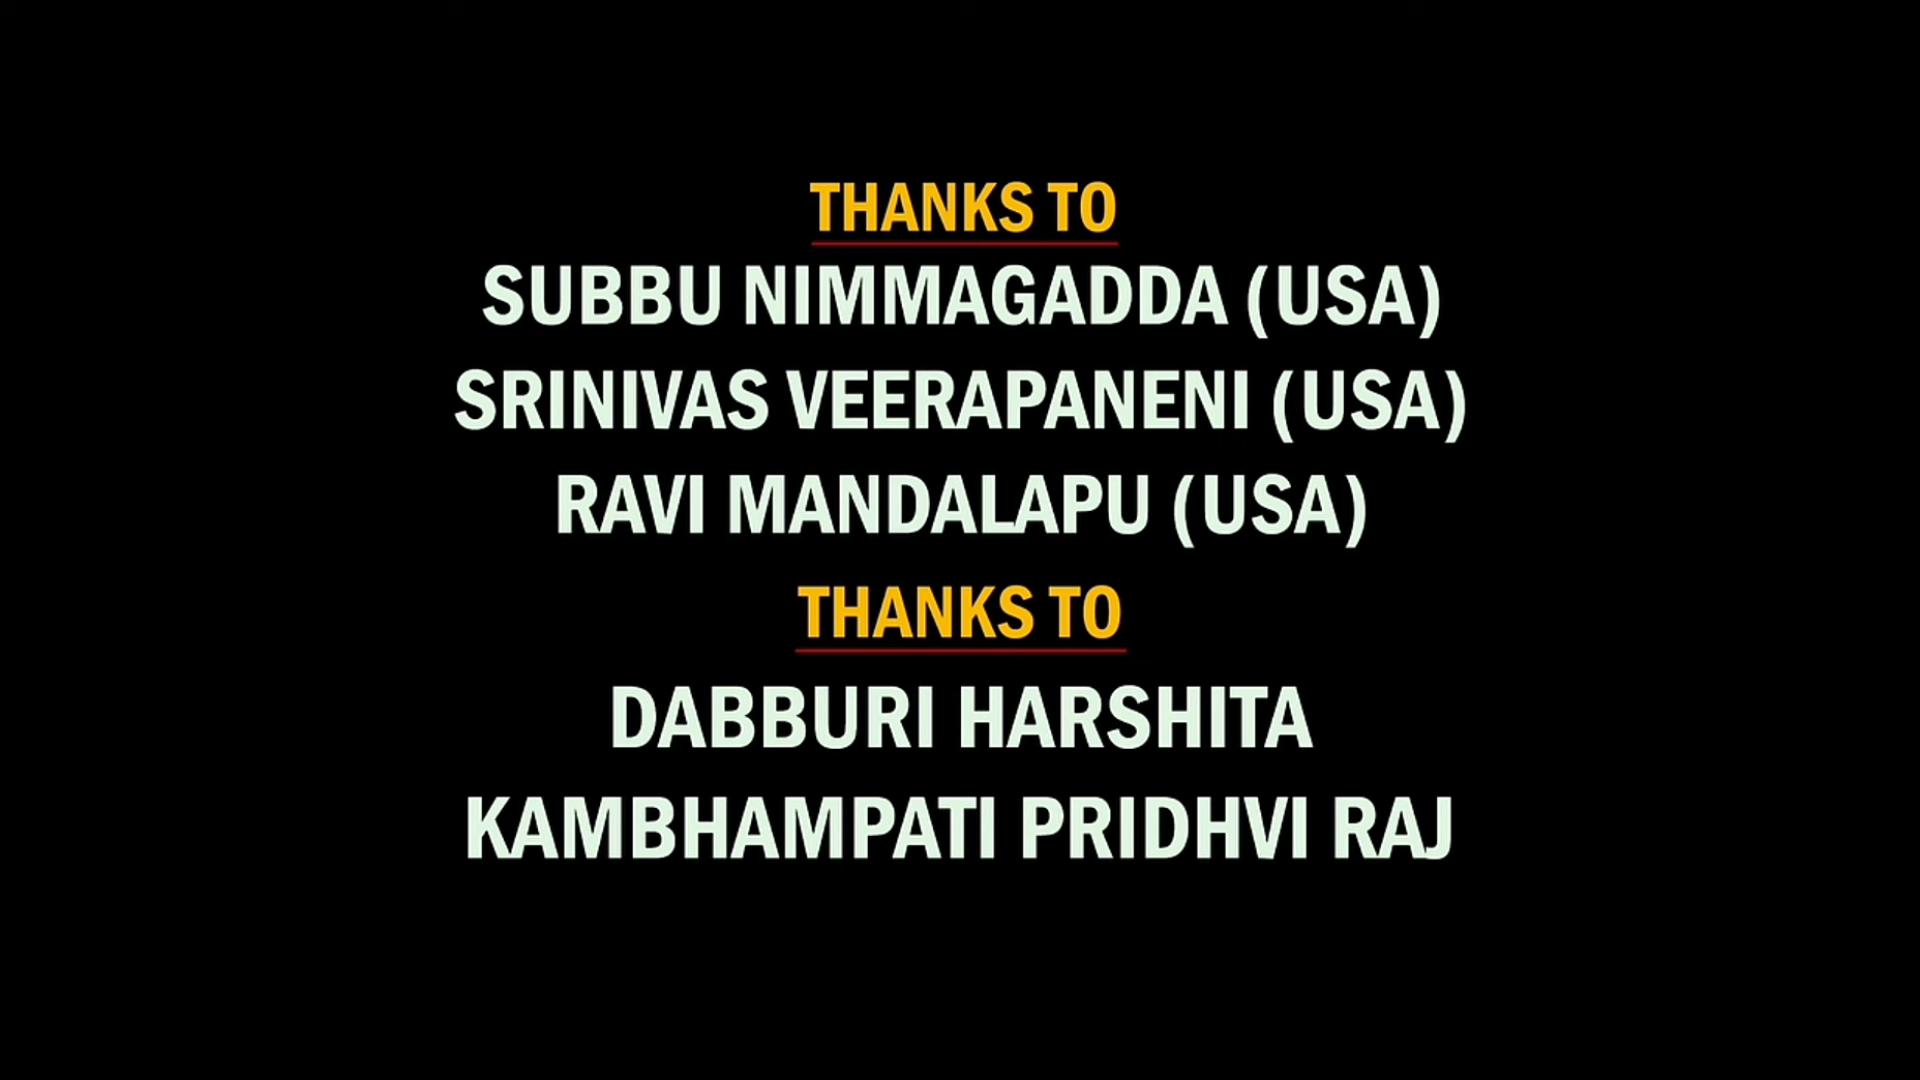 THANKS TO
SUBBU NIMMAGADDA (USA)
SRINIVAS VEERAPANENI (USA)
RAVI MANDALAPU (USA)
THANKS TO
DABBURI HARSHITA
KAMBHAMPATI PRIDHVI RAJ